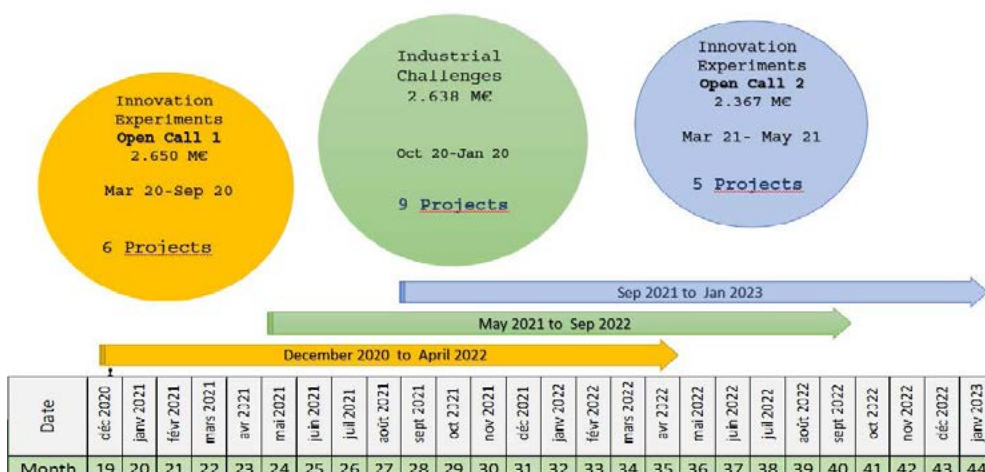 Innovation
Experiments
Open Call 1
2.650 M€
Mar 20-Sep 20
6 Projects
Industrial
Challenges
2.638 M€
Oct 20-Jan 20
9 Projects
Innovation
Experiments
Open Call 2
2.367 M€
Mar 21- May 21
5 Projects
Sep 2021 to Jan 2023
May 2021 to Sep 2022
December 2020 to April 2022
Date déc 2020 janv 2021 févr 2021 mars 2021 avr 2021 mai 2021 juin 2021 juil 2021 août 2021 sept 2021 oct 2021 nov 2021 déc 2021 janv 2022 févr 2022 mars 2022 avr 2022 mai 2022 juin 2022 juil 2022 août 2022 sept 2022 oct 2022 nov 2022 déc 2022 janv 2023
Month 19 20 21 22 23 24 25 26 27 28 29 30 31 32 33 34 35 36 37 38 39 40 41 42 43 44